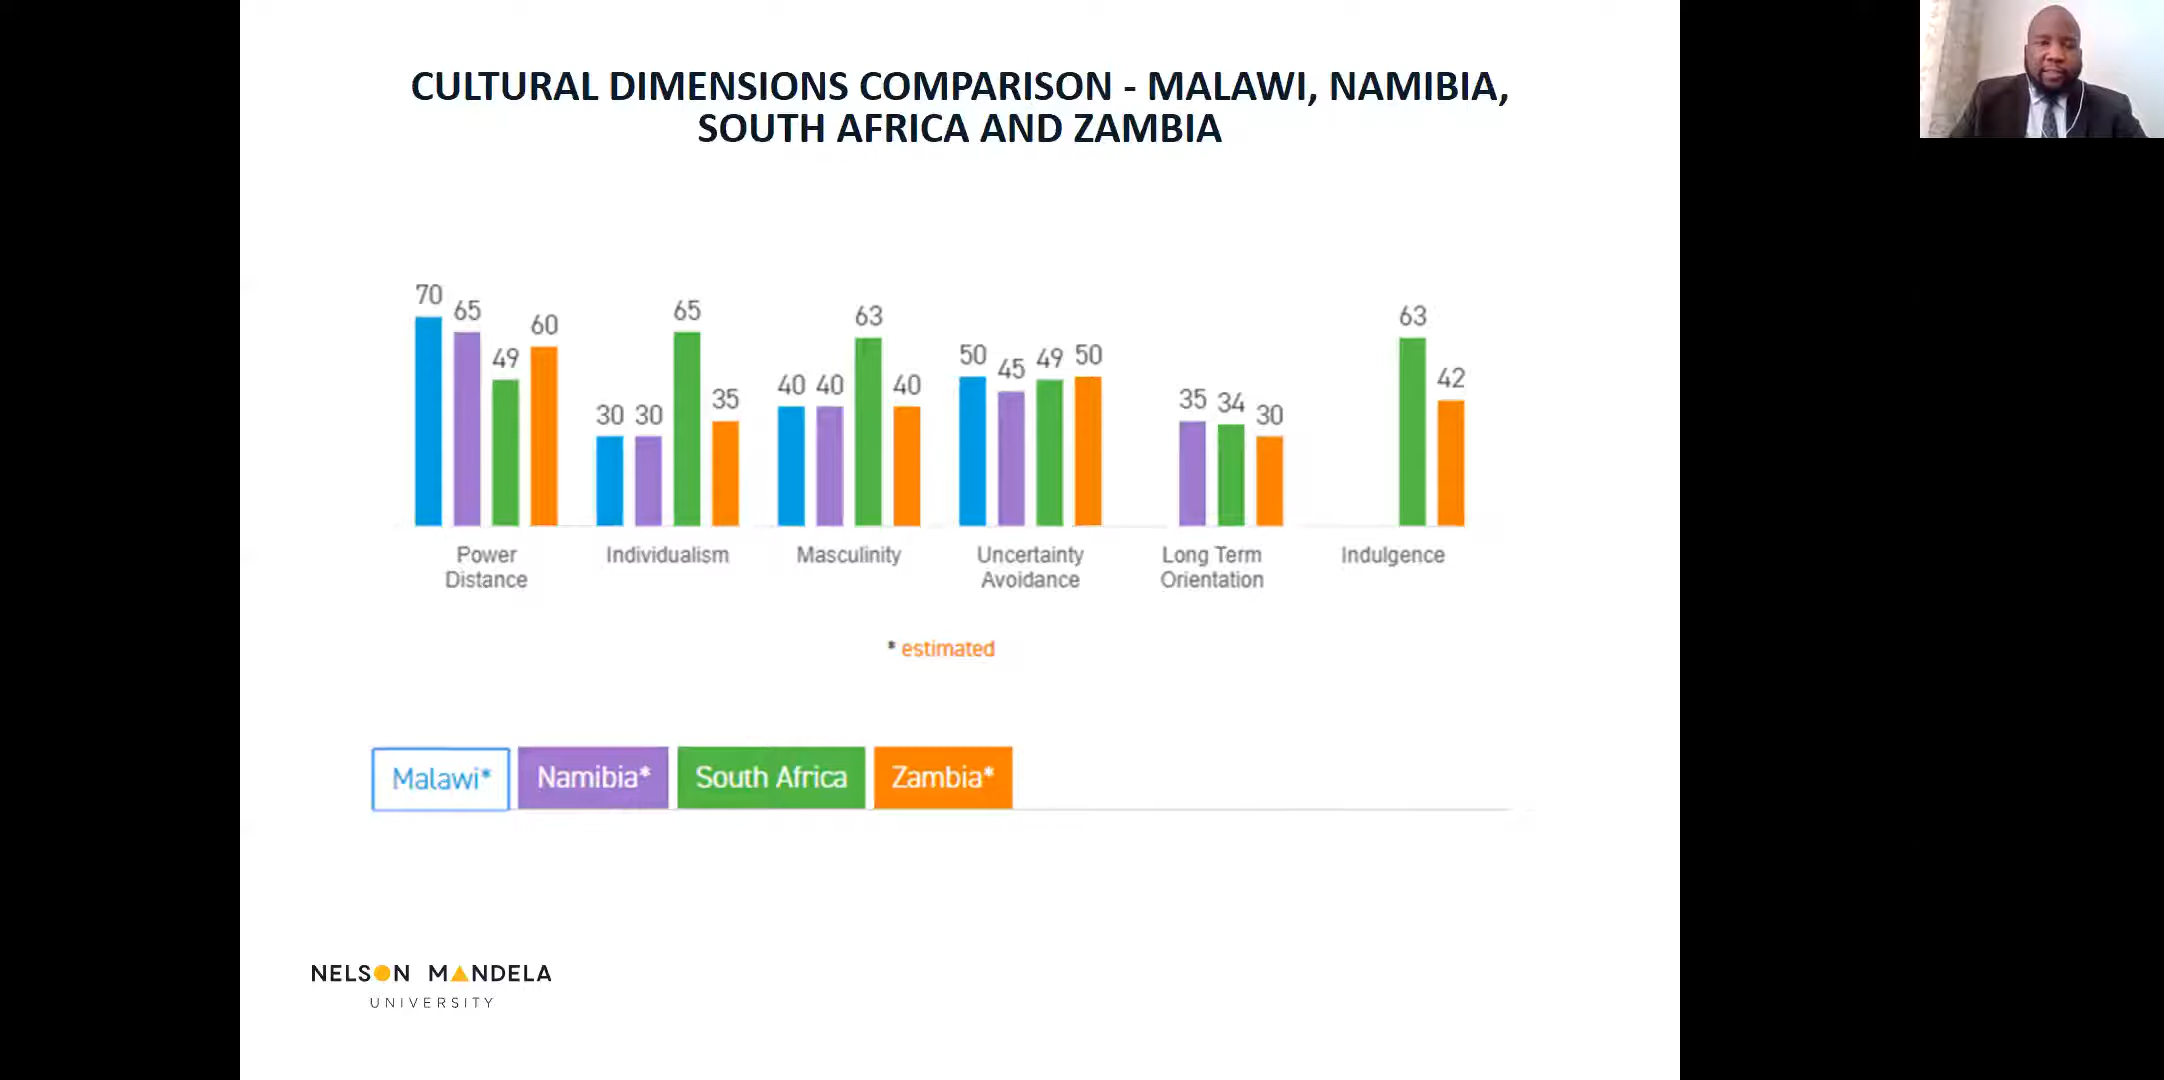 CULTURAL DIMENSIONS COMPARISON - MALAWI, NAMIBIA,
SOUTH AFRICA AND ZAMBIA
70 65 49 60
30 30 65 35
40 40 63 40
50 45 49 50
35 34 30
63 42
Power
Distance
Individualism
Masculinity
Uncertainty
Avoidance
Long Term
Orientation
Indulgence
* estimated
Malawi* Namibia* South Africa Zambia*
NELSON MANDELA
UNIVERSITY